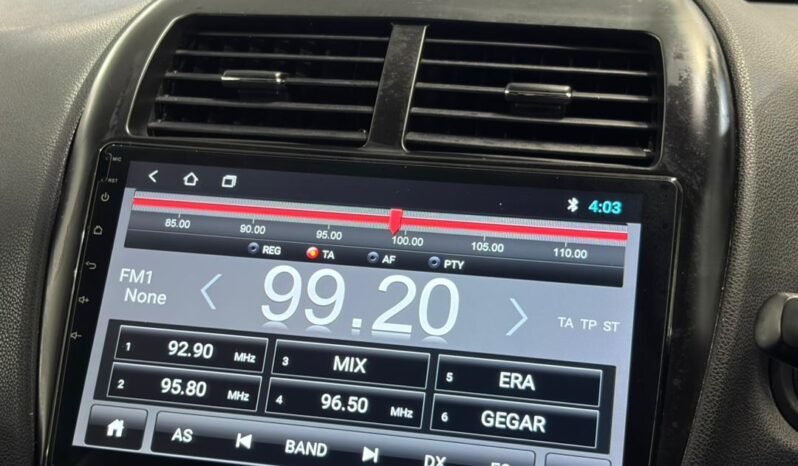 MIC
RST
4:03
85.00 90.00 95.00 100.00 105.00 110.00
REG TA AF PTY
FM1
None
99.20
TA TP ST
1 92.90 MHz
3 MIX
5 ERA
2 95.80 MHz
4 96.50 MHz
6 GEGAR
AS BAND DX